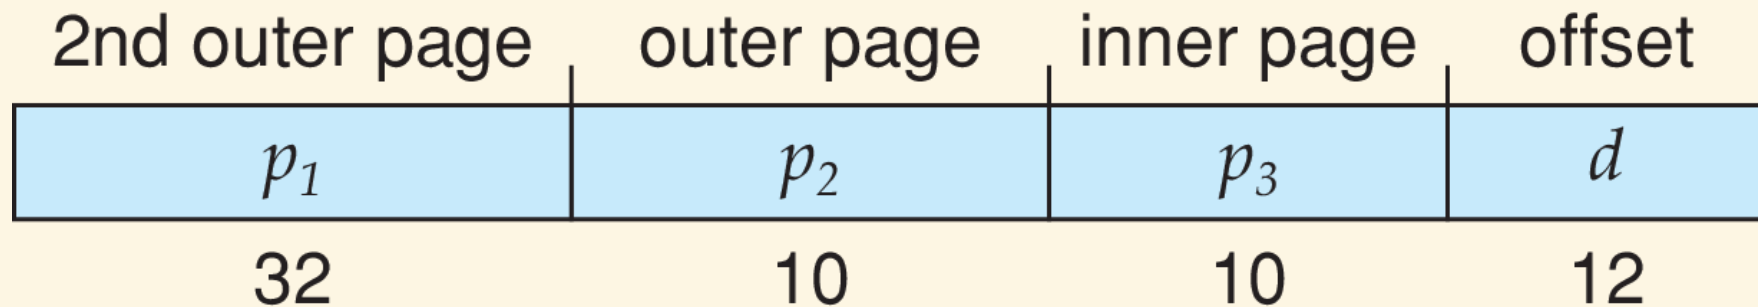 2nd outer page outer page inner page offset
p1 p2 p3 d
32 10 10 12